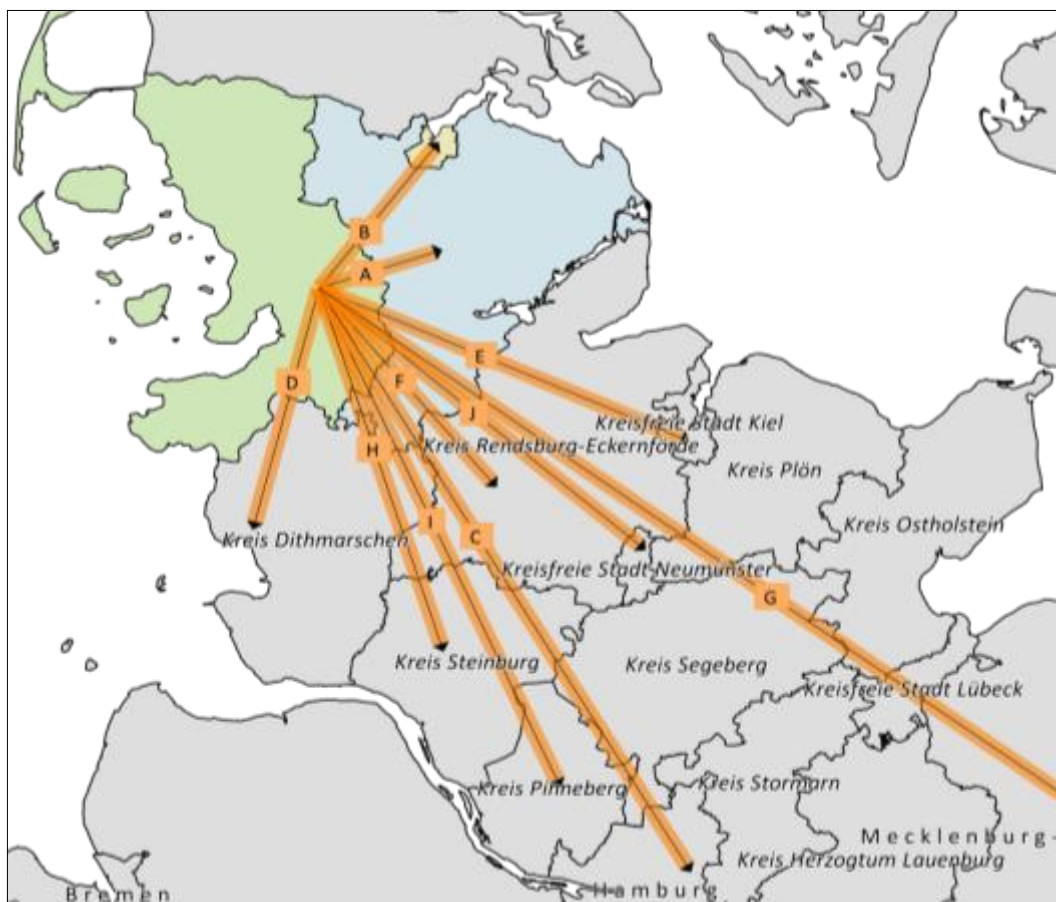 B
A
E
D
F
J
Kreisfreie Stadt Kiel
H
Kreis Rendsburg-Eckernförde
Kreis Plön
I
C
Kreis Ostholstein
Kreis Dithmarschen
Kreisfreie Stadt Neumünster
G
Kreis Steinburg
Kreis Segeberg
Kreisfreie Stadt Lübeck
Kreis Pinneberg
Kreis Stormarn
Mecklenburg-
Kreis Herzogtum Lauenburg
Bremen
Hamburg